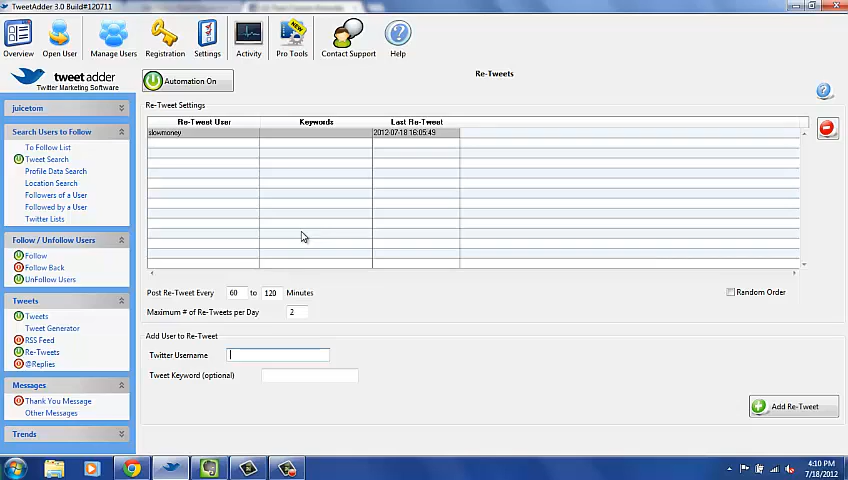 TweetAdder 3.0 Build#120711
Overview
Open User
Manage Users
Registration
Settings
Activity
NEW
Pro Tools
Contact Support
Help
tweet adder
Twitter Marketing Software
Automation On
Re-Tweets
juicetom
Search Users to Follow
To Follow List
Tweet Search
Profile Data Search
Location Search
Followers of a User
Followed by a User
Twitter Lists
Follow / Unfollow Users
Follow
Follow Back
UnFollow Users
Tweets
Tweets
Tweet Generator
RSS Feed
Re-Tweets
@Replies
Messages
Thank You Message
Other Messages
Trends
Re-Tweet Settings
Re-Tweet User Keywords Last Re-Tweet
slowmoney 2012-07-18 16:05:49
Post Re-Tweet Every 60 to 120 Minutes
Random Order
Maximum # of Re-Tweets per Day 2
Add User to Re-Tweet
Twitter Username
Tweet Keyword (optional)
Add Re-Tweet
4:10 PM
7/18/2012